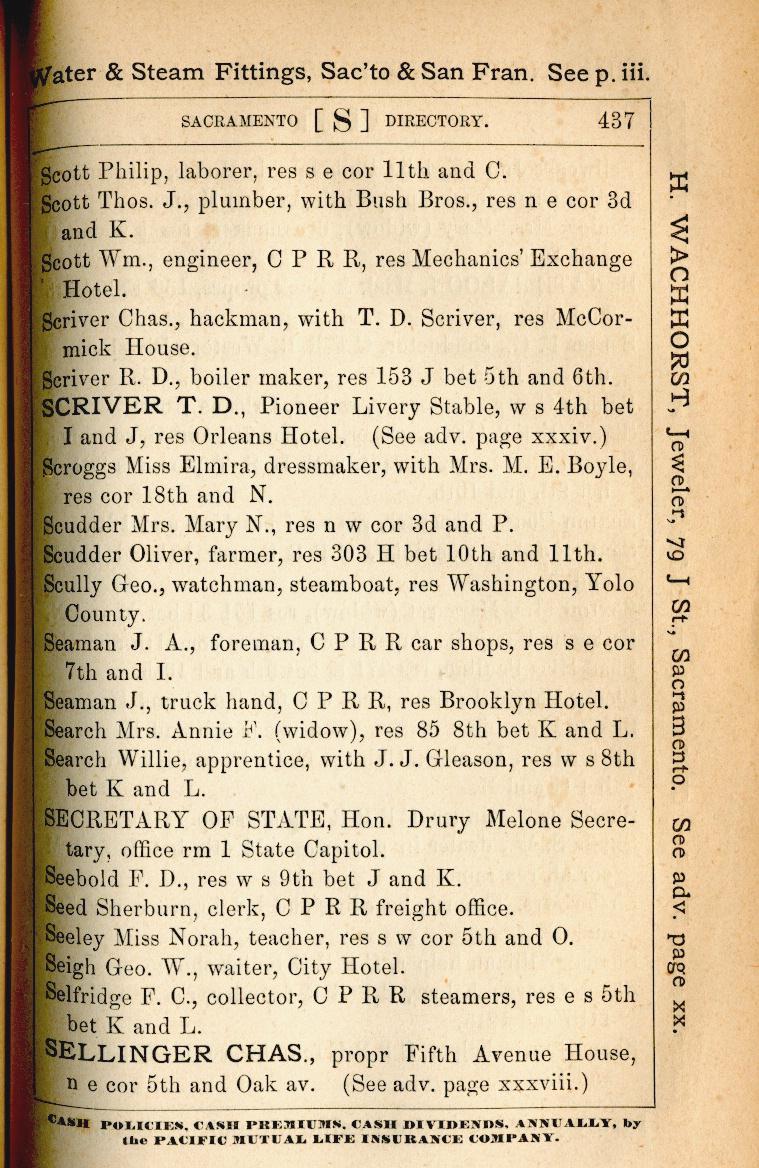 Water & Steam Fittings, Sac'to & San Fran. See p. iii.
SACRAMENTO [ S ] DIRECTORY. 437
Scott Philip, laborer, res s e cor 11th and C.
Scott Thos. J., plumber, with Bush Bros., res n e cor 3d
and K.
Scott Wm., engineer, C P R R, res Mechanics' Exchange
Hotel.
Scriver Chas., hackman, with T. D. Scriver, res McCor-
mick House.
Scriver R. D., boiler maker, res 153 J bet 5th and 6th.
SCRIVER T. D., Pioneer Livery Stable, w s 4th bet
I and J, res Orleans Hotel. (See adv. page xxxiv.)
Scroggs Miss Elmira, dressmaker, with Mrs. M. E. Boyle,
res cor 18th and N.
Scudder Mrs. Mary N., res n w cor 3d and P.
Scudder Oliver, farmer, res 303 H bet 10th and 11th.
Scully Geo., watchman, steamboat, res Washington, Yolo
County.
Seaman J. A., foreman, C P R R car shops, res s e cor
7th and I.
Seaman J., truck hand, C P R R, res Brooklyn Hotel.
Search Mrs. Annie F. (widow), res 85 8th bet K and L.
Search Willie, apprentice, with J. J. Gleason, res w s 8th
bet K and L.
SECRETARY OF STATE, Hon. Drury Melone Secre-
tary, office rm 1 State Capitol.
Seebold F. D., res w s 9th bet J and K.
Seed Sherburn, clerk, C P R R freight office.
Seeley Miss Norah, teacher, res s w cor 5th and O.
Seigh Geo. W., waiter, City Hotel.
Selfridge F. C., collector, C P R R steamers, res e s 5th
bet K and L.
SELLINGER CHAS., propr Fifth Avenue House,
n e cor 5th and Oak av. (See adv. page xxxviii.)
CASH POLICIES, CASH PREMIUMS, CASH DIVIDENDS, ANNUALLY, by
the PACIFIC MUTUAL LIFE INSURANCE COMPANY.
H. WACHHORST, Jeweler, 79 J St., Sacramento. See adv. page xx.